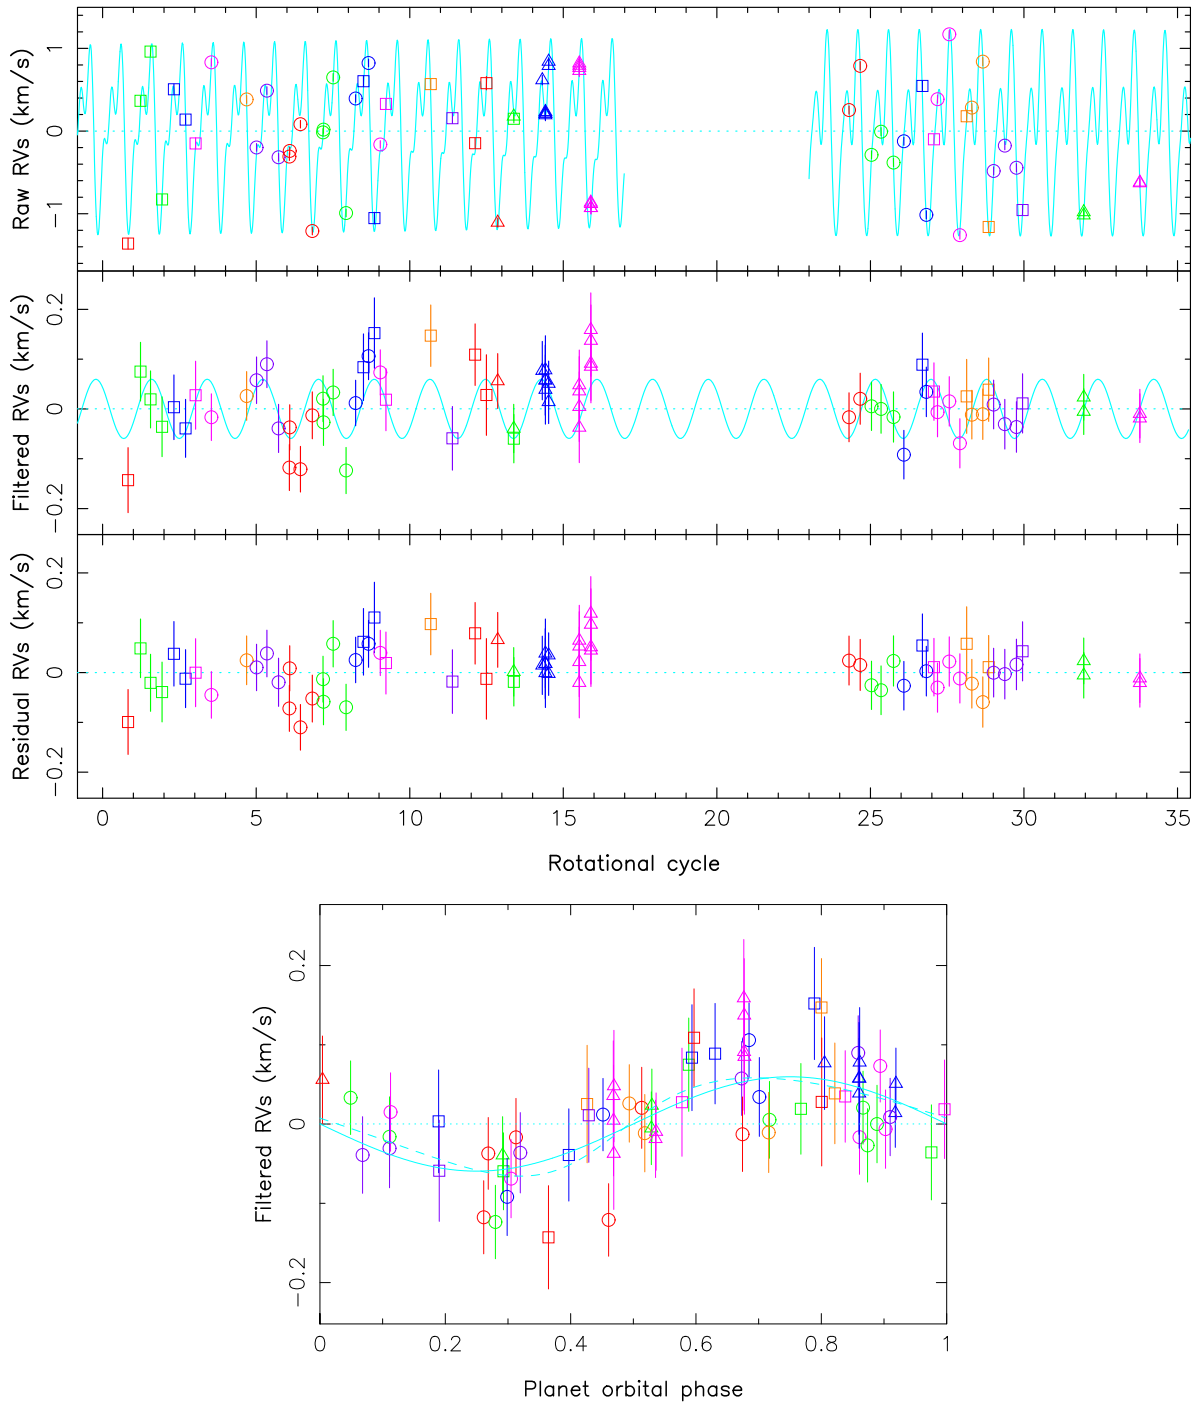 Raw RVs (km/s)
1
0
−1
Filtered RVs (km/s)
0.2
0
−0.2
Residual RVs (km/s)
0.2
0
−0.2
0 5 10 15 20 25 30 35
Rotational cycle
Filtered RVs (km/s)
0.2
0
−0.2
0 0.2 0.4 0.6 0.8 1
Planet orbital phase